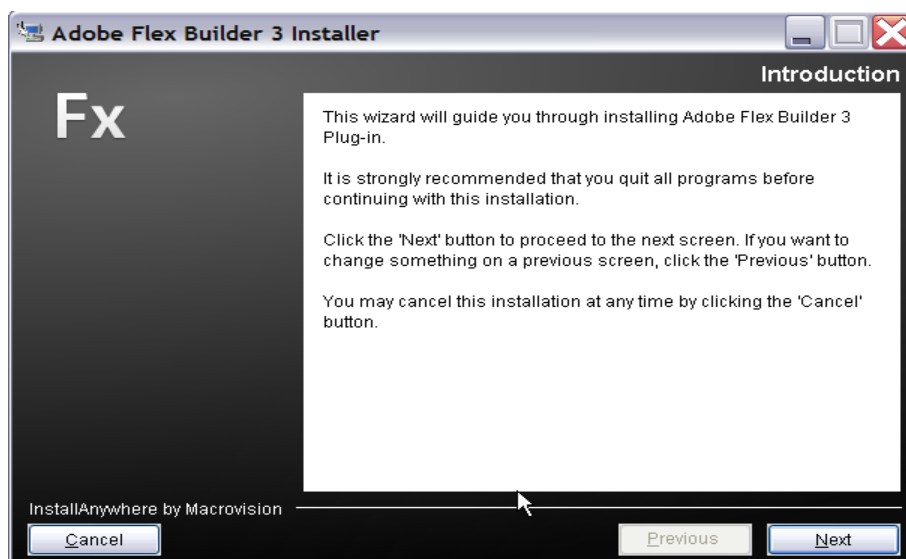 Adobe Flex Builder 3 Installer
Introduction
Fx
This wizard will guide you through installing Adobe Flex Builder 3
Plug-in.
It is strongly recommended that you quit all programs before
continuing with this installation.
Click the 'Next' button to proceed to the next screen. If you want to
change something on a previous screen, click the 'Previous' button.
You may cancel this installation at any time by clicking the 'Cancel'
button.
InstallAnywhere by Macrovision
Cancel
Previous
Next